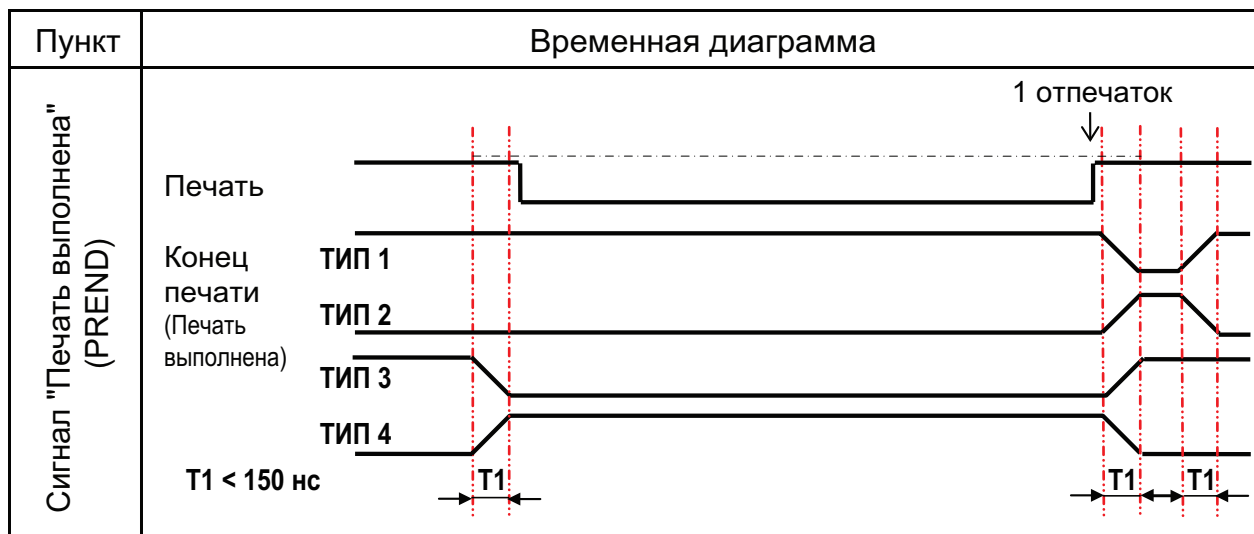 Пункт
Временная диаграмма
Сигнал "Печать выполнена"
(PREND)
1 отпечаток
Печать
Конец
печати
(Печать
выполнена)
ТИП 1
ТИП 2
ТИП 3
ТИП 4
T1 < 150 нс
T1
T1
T1